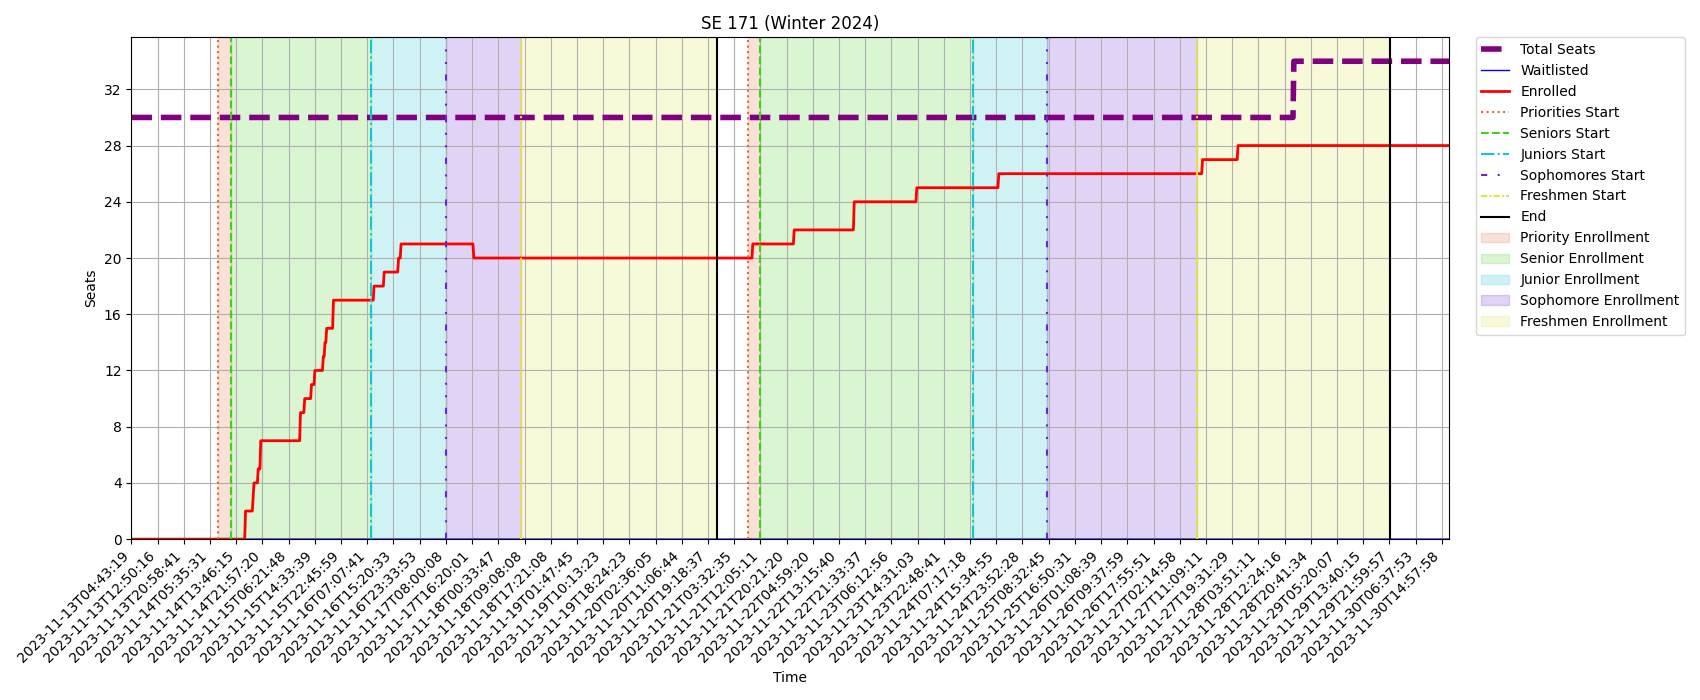 SE 171 (Winter 2024)
Seats
32
28
24
20
16
12
8
4
0
2023-11-13T04:43:19
2023-11-13T12:50:16
2023-11-13T20:58:41
2023-11-14T05:35:31
2023-11-14T13:46:15
2023-11-14T21:57:20
2023-11-15T06:21:48
2023-11-15T14:33:39
2023-11-15T22:45:59
2023-11-16T07:07:41
2023-11-16T15:20:33
2023-11-16T23:33:53
2023-11-17T08:00:08
2023-11-17T16:20:01
2023-11-18T00:33:47
2023-11-18T09:08:08
2023-11-18T17:21:08
2023-11-19T01:47:45
2023-11-19T10:13:23
2023-11-19T18:24:23
2023-11-20T02:36:05
2023-11-20T11:06:44
2023-11-20T19:18:37
2023-11-21T03:32:35
2023-11-21T12:05:11
2023-11-21T20:21:20
2023-11-22T04:59:20
2023-11-22T13:15:40
2023-11-22T21:33:37
2023-11-23T06:12:56
2023-11-23T14:31:03
2023-11-23T22:48:41
2023-11-24T07:17:18
2023-11-24T15:34:55
2023-11-24T23:52:28
2023-11-25T08:32:45
2023-11-25T16:50:31
2023-11-26T01:08:39
2023-11-26T09:37:59
2023-11-26T17:55:51
2023-11-27T02:14:58
2023-11-27T11:09:11
2023-11-27T19:31:29
2023-11-28T03:51:11
2023-11-28T12:24:16
2023-11-28T20:41:34
2023-11-29T05:20:07
2023-11-29T13:40:15
2023-11-29T21:59:57
2023-11-30T06:37:53
2023-11-30T14:57:58
Time
Total Seats
Waitlisted
Enrolled
Priorities Start
Seniors Start
Juniors Start
Sophomores Start
Freshmen Start
End
Priority Enrollment
Senior Enrollment
Junior Enrollment
Sophomore Enrollment
Freshmen Enrollment